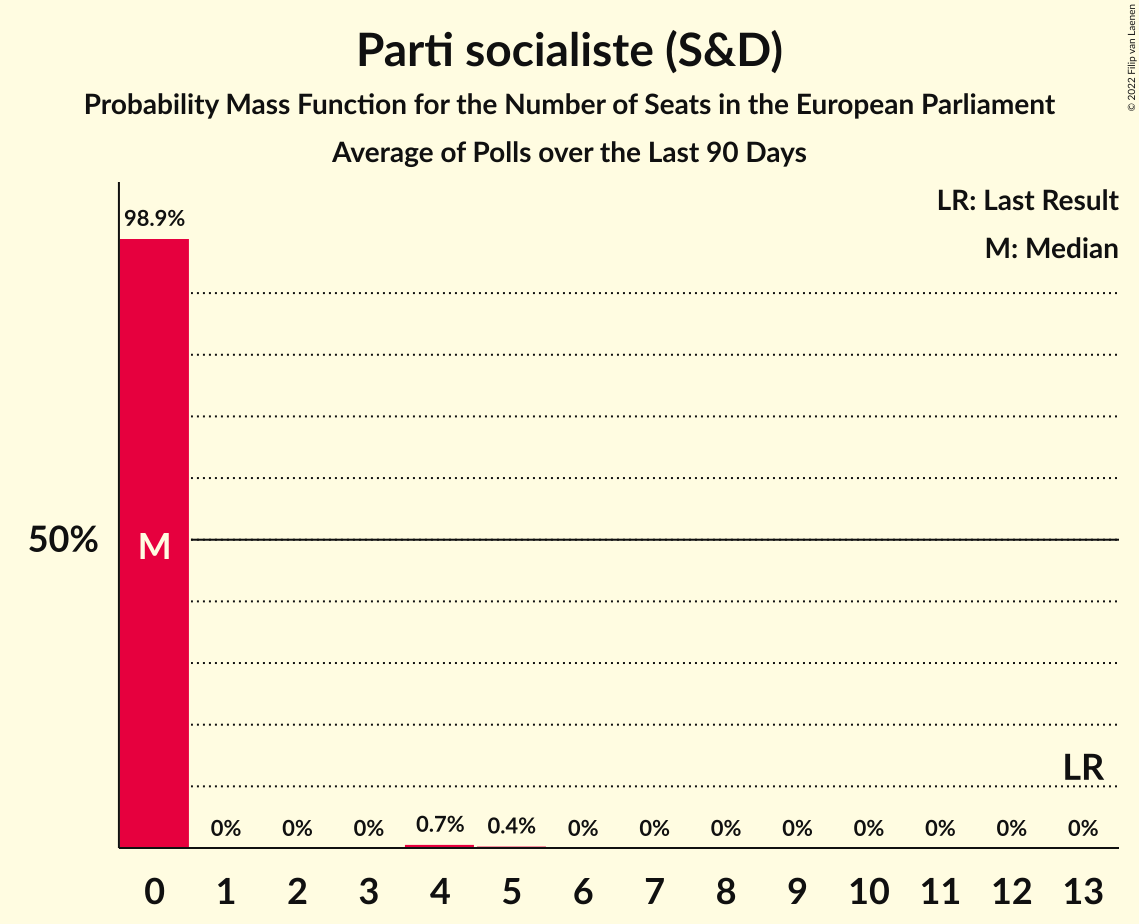 Parti socialiste (S&D)
Probability Mass Function for the Number of Seats in the European Parliament
Average of Polls over the Last 90 Days
© 2022 Filip van Laenen
LR: Last Result
M: Median
98.9%
50%
M
LR
0% 0% 0% 0.7% 0.4% 0% 0% 0% 0% 0% 0% 0% 0%
0 1 2 3 4 5 6 7 8 9 10 11 12 13